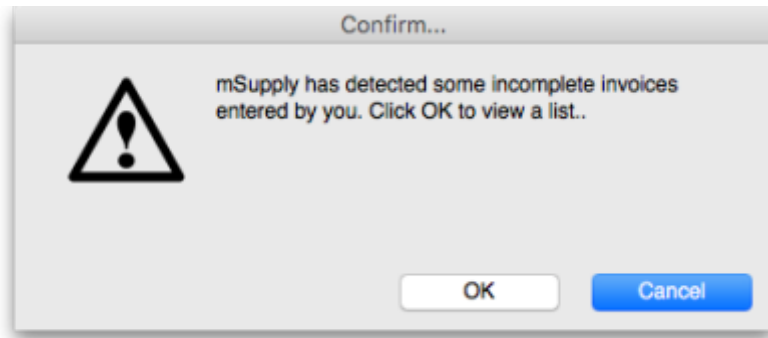 Confirm...
mSupply has detected some incomplete invoices
entered by you. Click OK to view a list..
OK
Cancel